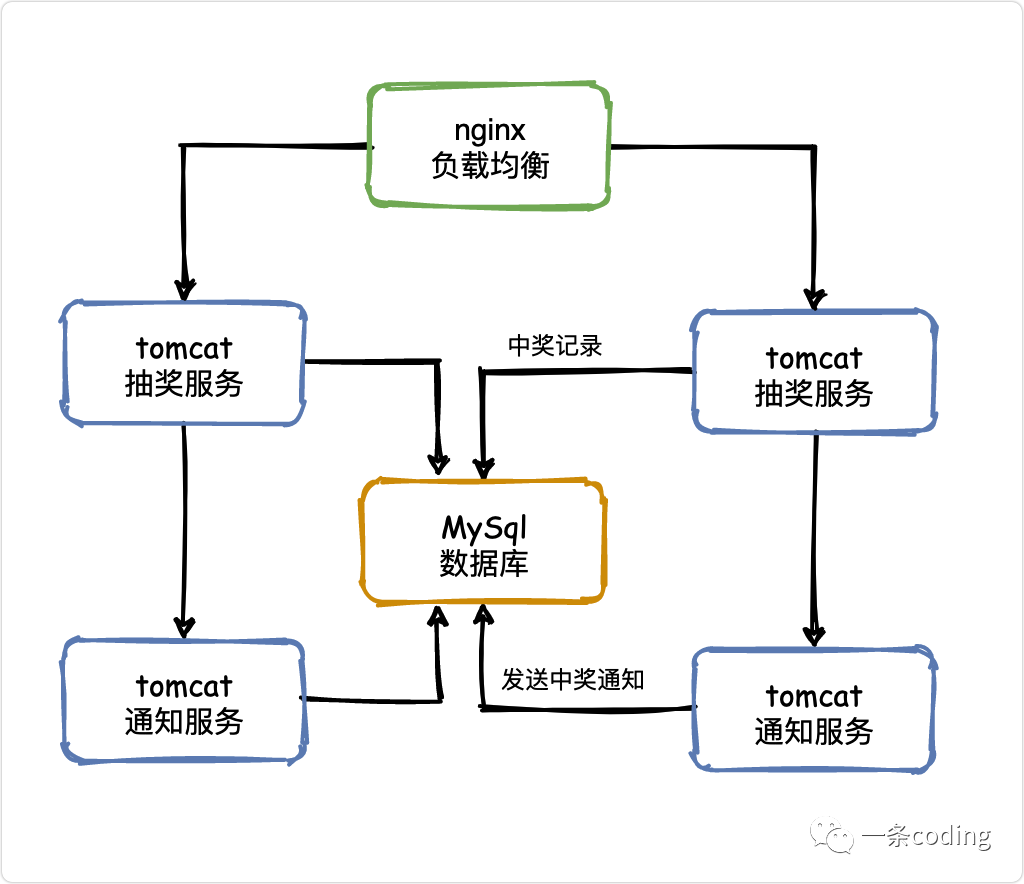 nginx
负载均衡
tomcat
抽奖服务
中奖记录
tomcat
抽奖服务
MySql
数据库
tomcat
通知服务
发送中奖通知
tomcat
通知服务
一条coding